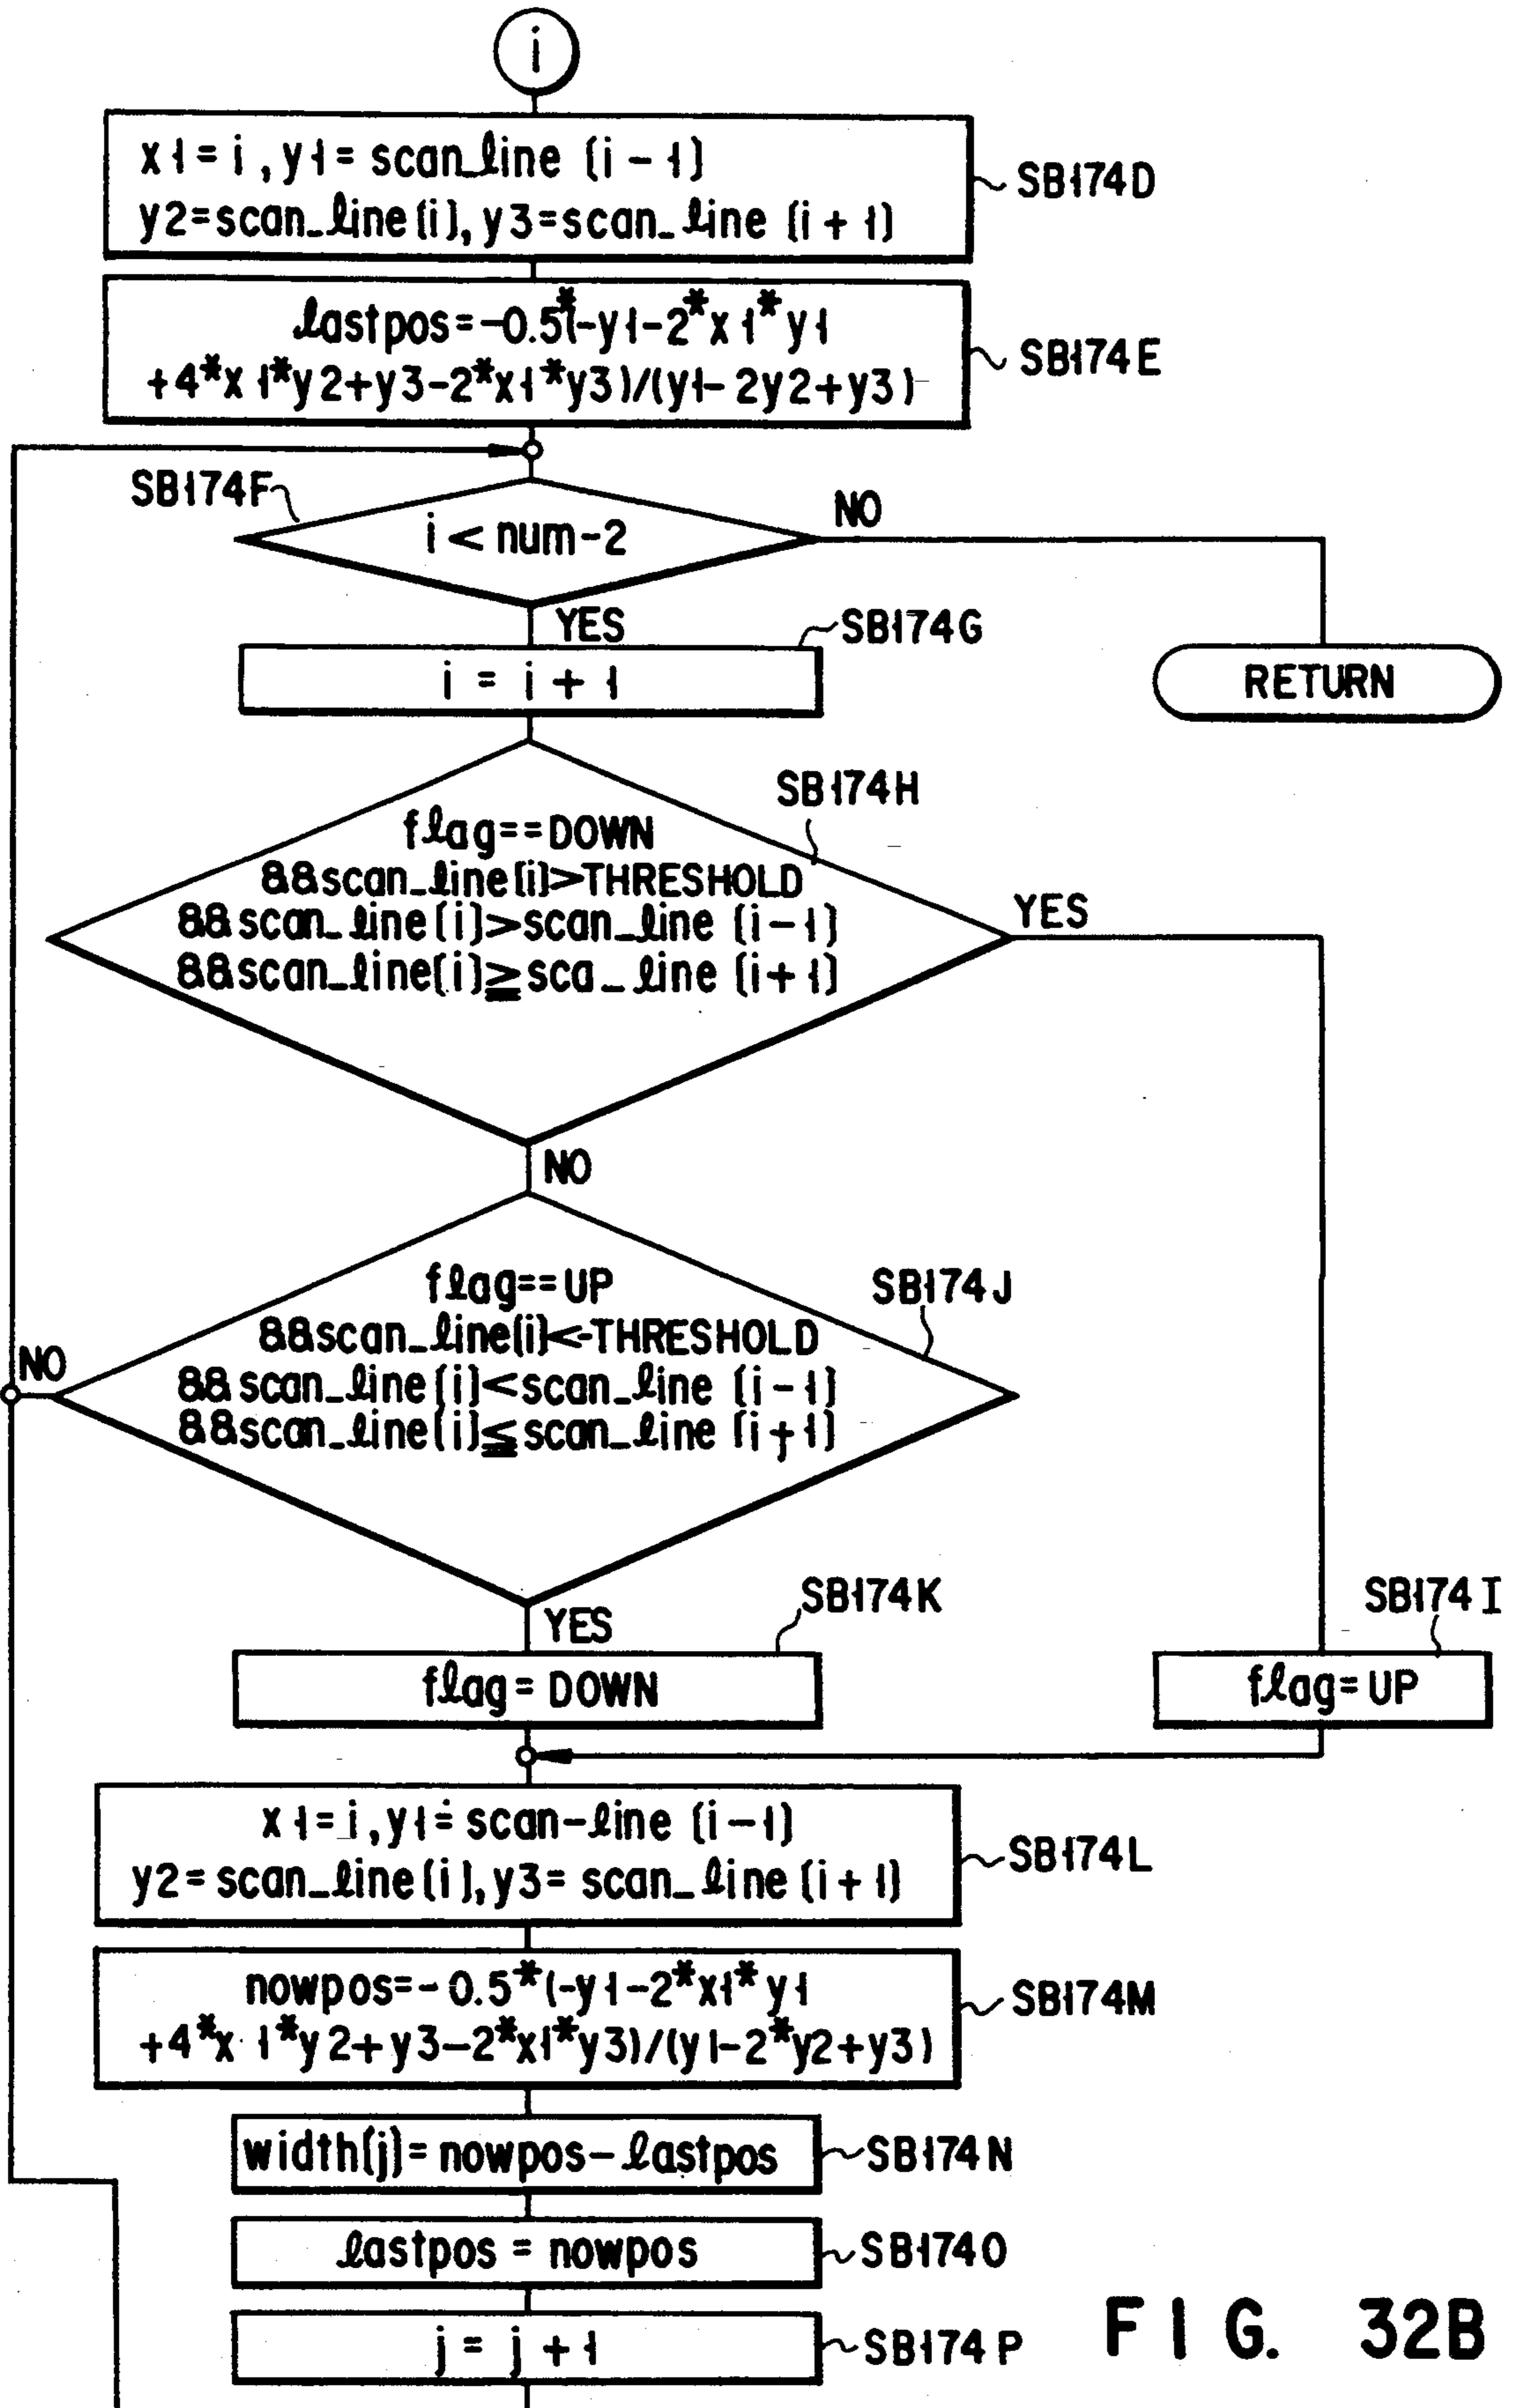 i
x1=i,y1=scan_line(i-1)
y2=scan_line(i),y3=scan_line(i+1)
SB174D
lastpos=-0.5*(-y1-2*x1*y1
+4*x1*y2+y3-2*x1*y3)/(y1-2y2+y3)
SB174E
SB174F
i<num-2
NO
YES
SB174G
i=i+1
RETURN
SB174H
flag==DOWN
&&scan_line(i)>THRESHOLD
&&scan_line(i)>scan_line(i-1)
&&scan_line(i)≧sca_line(i+1)
YES
NO
flag==UP
SB174J
&&scan_line(i)<-THRESHOLD
&&scan_line(i)<scan_line(i-1)
&&scan_line(i)≦scan_line(i+1)
NO
YES
SB174K
SB174I
flag=DOWN
flag=UP
x1=i,y1=scan-line(i-1)
y2=scan_line(i),y3=scan_line(i+1)
SB174L
nowpos=-0.5*(-y1-2*x1*y1
+4*x1*y2+y3-2*x1*y3)/(y1-2*y2+y3)
SB174M
width(j)=nowpos-lastpos
SB174N
lastpos=nowpos
SB174O
j=j+1
SB174P
FIG. 32B